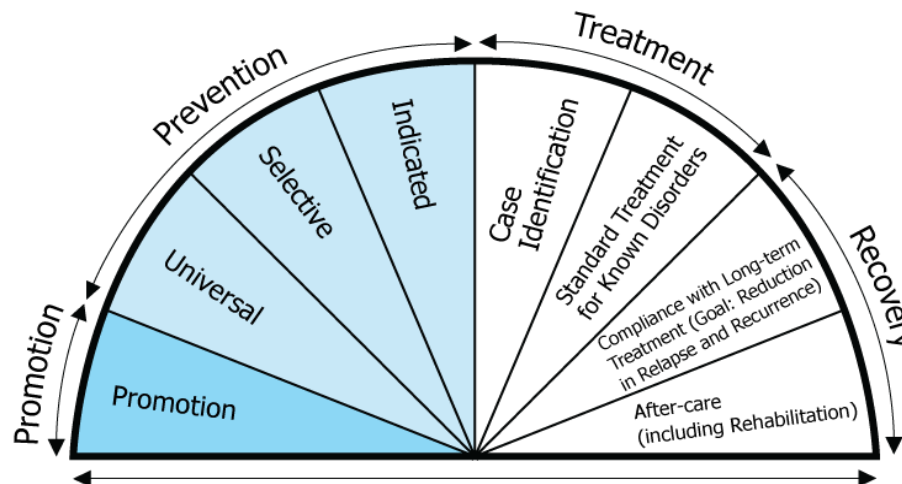 Promotion
Prevention
Treatment
Recovery
Promotion
Universal
Selective
Indicated
Case
Identification
Standard Treatment
for Known Disorders
Compliance with Long-term
Treatment (Goal: Reduction
in Relapse and Recurrence)
After-care
(including Rehabilitation)